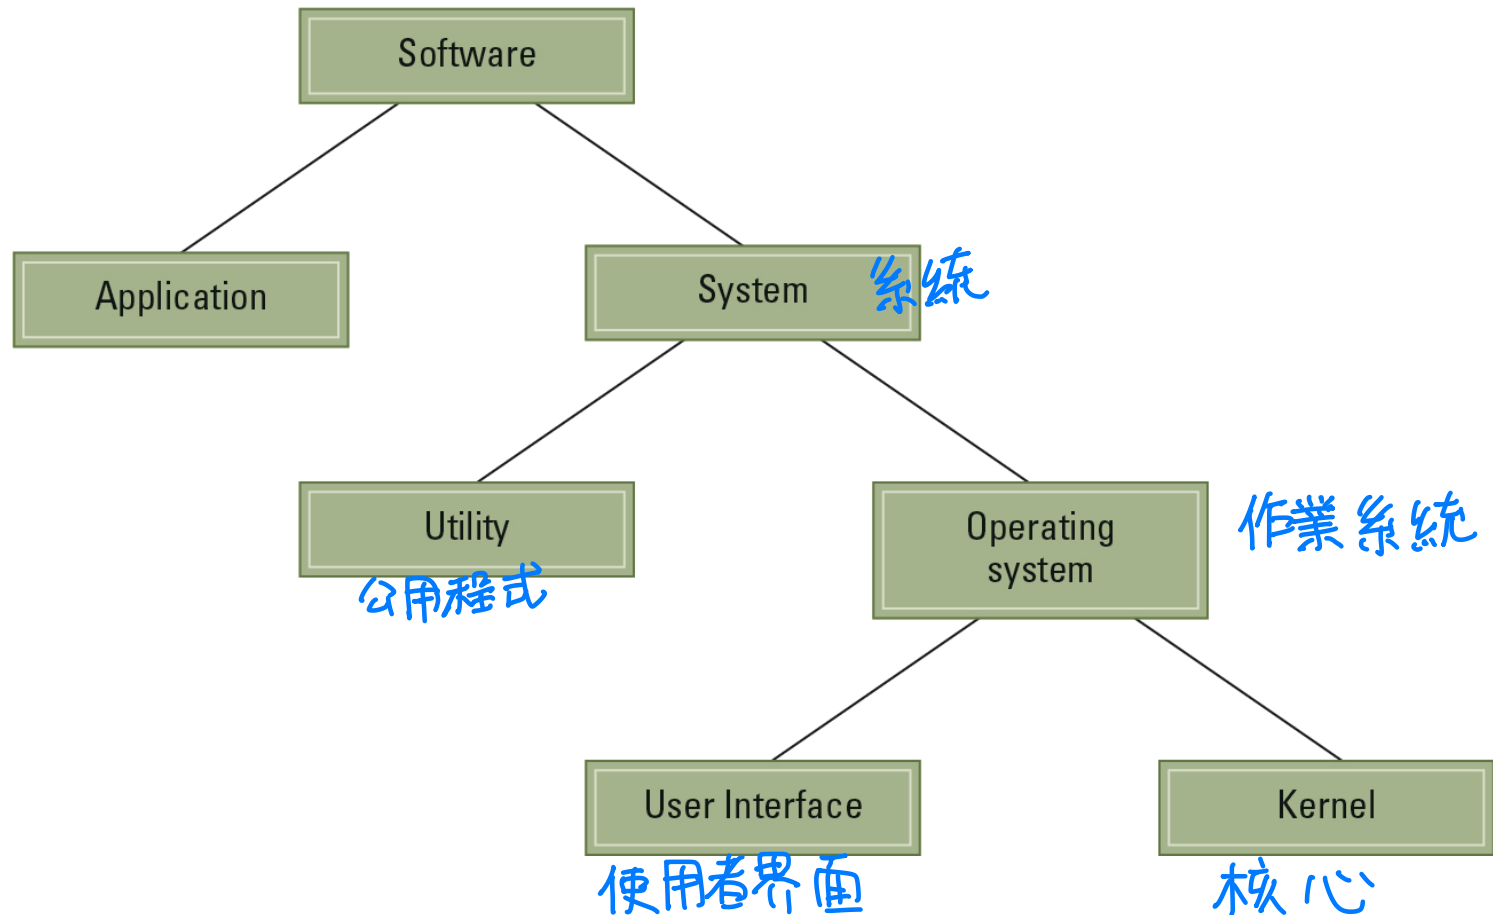 Software
Application
System
系統
Utility
公用程式
Operating
system
作業系統
User Interface
使用者界面
Kernel
核心